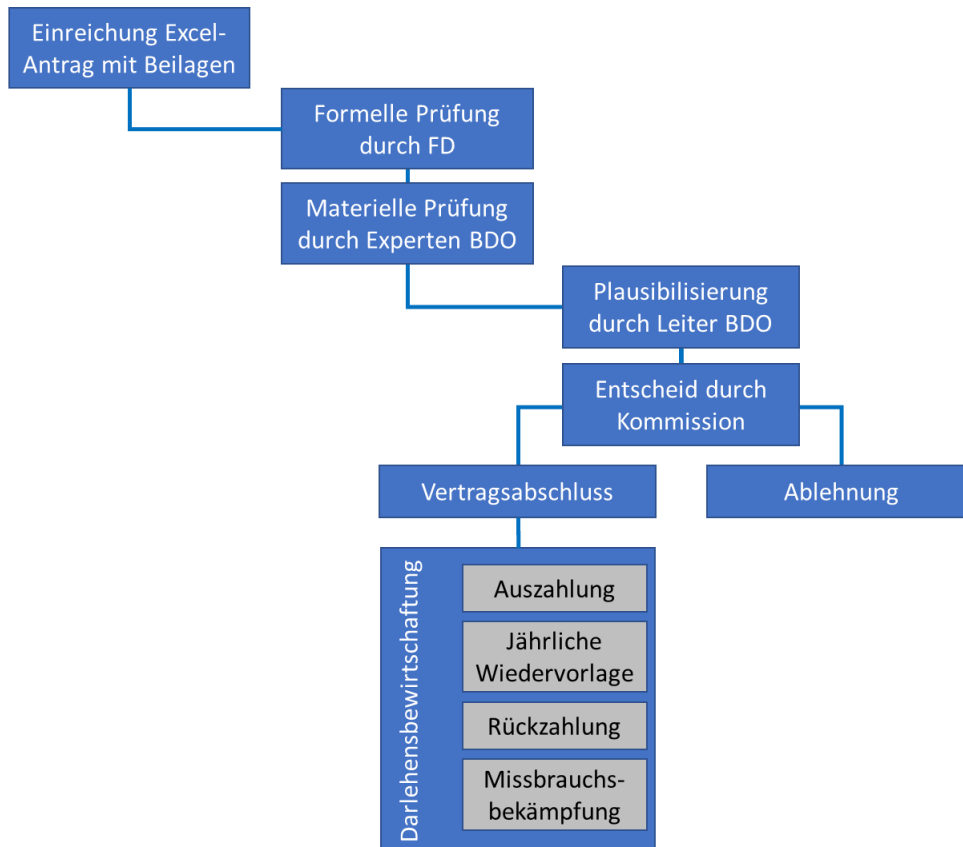 Einreichung Excel-
Antrag mit Beilagen
Formelle Prüfung
durch FD
Materielle Prüfung
durch Experten BDO
Plausibilisierung
durch Leiter BDO
Entscheid durch
Kommission
Vertragsabschluss
Ablehnung
Darlehensbewirtschaftung
Auszahlung
Jährliche
Wiedervorlage
Rückzahlung
Missbrauchs-
bekämpfung